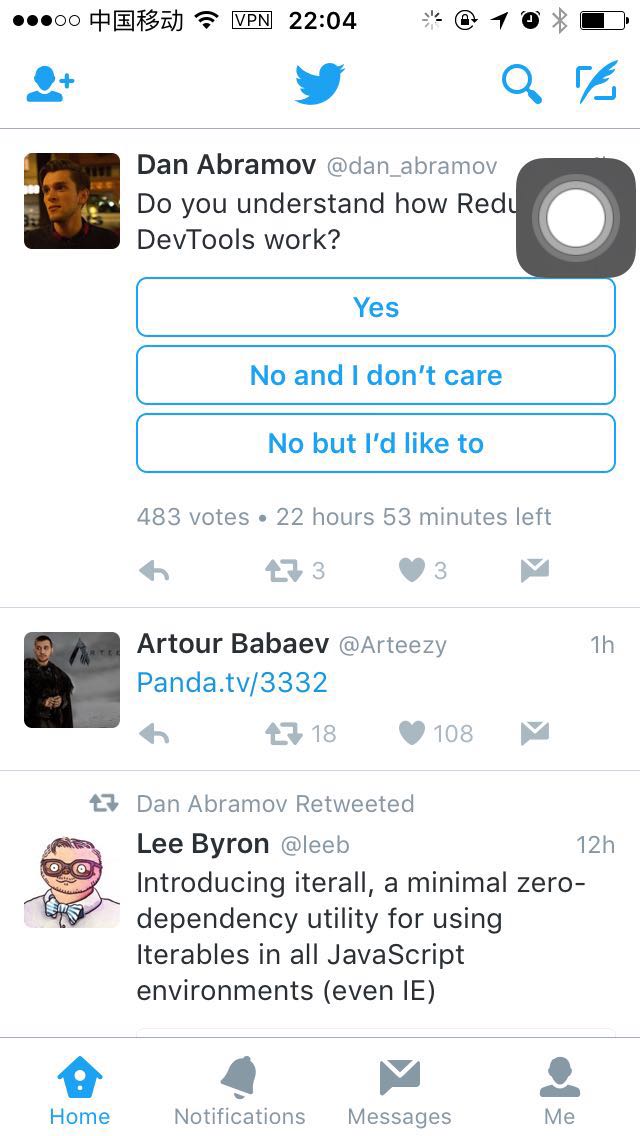 中国移动 VPN 22:04
Dan Abramov @dan_abramov
Do you understand how
DevTools work?
Yes
No and I don’t care
No but I’d like to
483 votes • 22 hours 53 minutes left
3 3
Artour Babaev @Arteezy 1h
Panda.tv/3332
18 108
Dan Abramov Retweeted
Lee Byron @leeb 12h
Introducing iterall, a minimal zero-
dependency utility for using
Iterables in all JavaScript
environments (even IE)
Home Notifications Messages Me